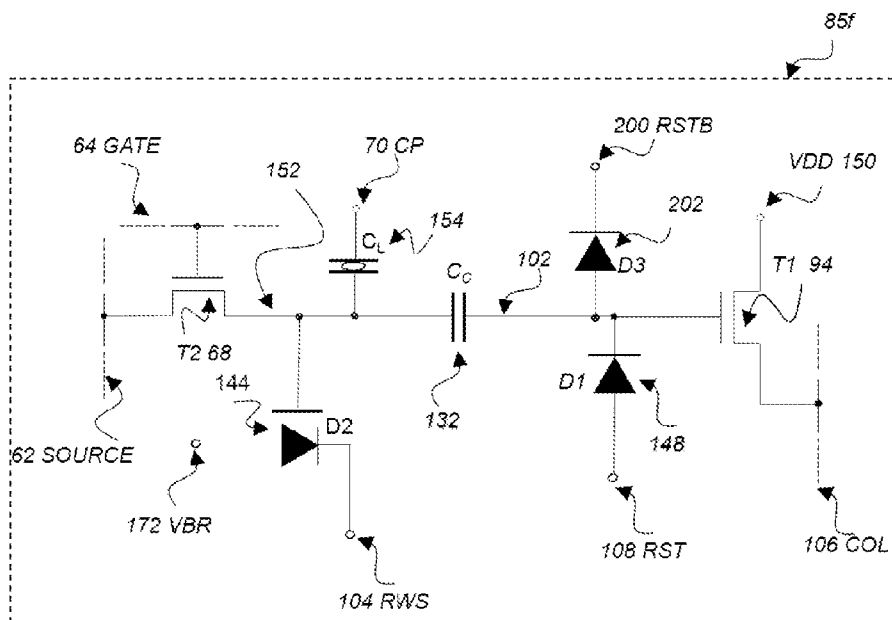 85f
200 RSTB
64 GATE
70 CP
VDD 150
152
202
CL
154
CC
102
D3
T1 94
T2 68
D1
144
D2
132
148
62 SOURCE
172 VBR
108 RST
106 COL
104 RWS